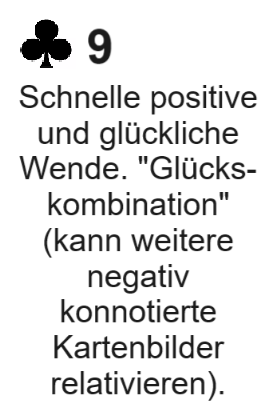 ♣ 9
Schnelle positive
und glückliche
Wende. "Glücks-
kombination"
(kann weitere
negativ
konnotierte
Kartenbilder
relativieren).